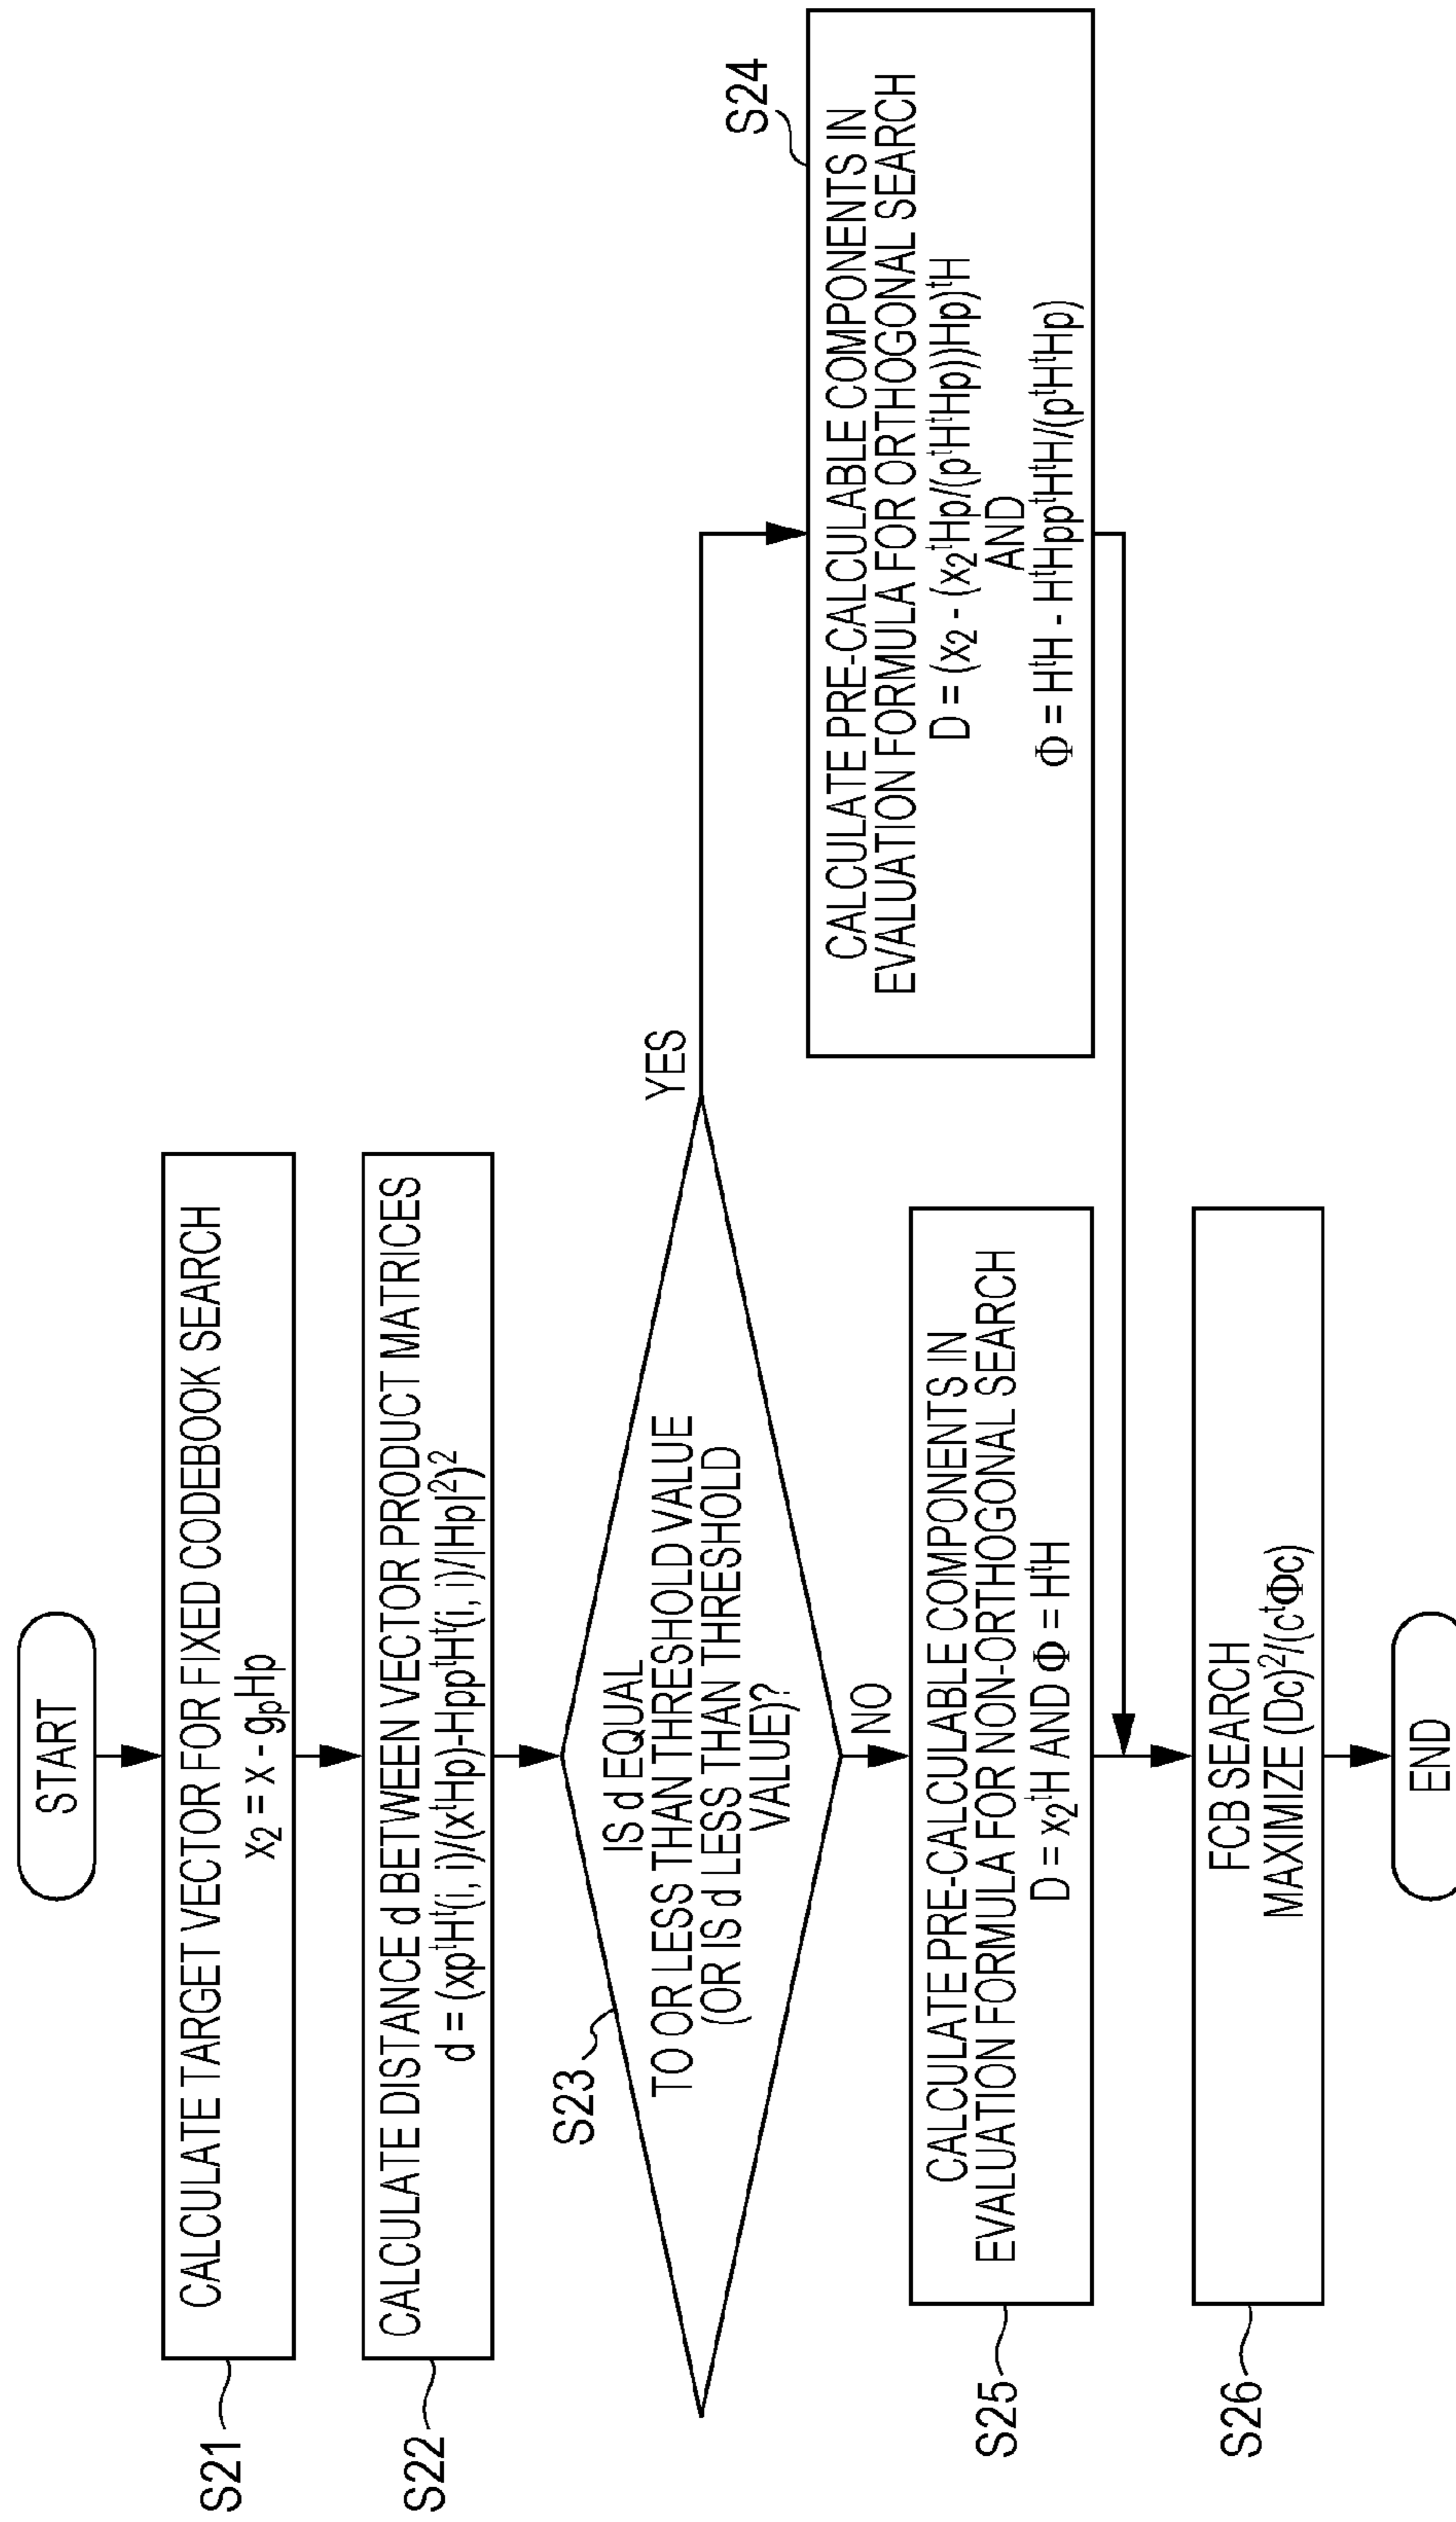 START
S21
CALCULATE TARGET VECTOR FOR FIXED CODEBOOK SEARCH
x₂ = x - gₚHp
S22
CALCULATE DISTANCE d BETWEEN VECTOR PRODUCT MATRICES
d = (xpᵗHᵗ(i, i)/(xᵗHp)-HppᵗHᵗ(i, i)/|Hp|²)²
S23
IS d EQUAL
TO OR LESS THAN THRESHOLD VALUE
(OR IS d LESS THAN THRESHOLD
VALUE)?
YES
NO
S24
CALCULATE PRE-CALCULABLE COMPONENTS IN
EVALUATION FORMULA FOR ORTHOGONAL SEARCH
D = (x₂ - (x₂ᵗHp/(pᵗHᵗHp))Hp)ᵗH
AND
Φ = HᵗH - HᵗHppᵗHᵗH/(pᵗHᵗHp)
S25
CALCULATE PRE-CALCULABLE COMPONENTS IN
EVALUATION FORMULA FOR NON-ORTHOGONAL SEARCH
D = x₂ᵗH AND Φ = HᵗH
S26
FCB SEARCH
MAXIMIZE (Dc)²/(cᵗΦc)
END